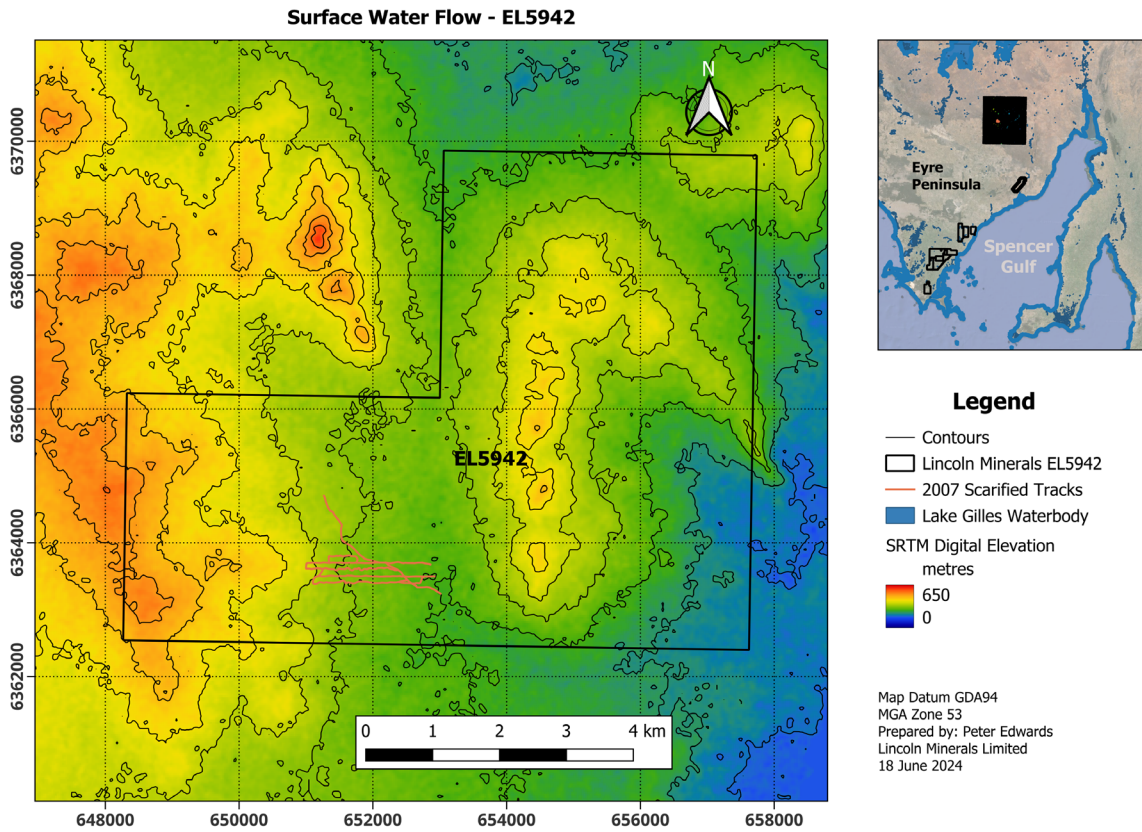 Surface Water Flow - EL5942
N
6370000
6368000
6366000
6364000
6362000
EL5942
0 1 2 3 4 km
648000 650000 652000 654000 656000 658000
Eyre
Peninsula
Spencer
Gulf
Legend
Contours
Lincoln Minerals EL5942
2007 Scarified Tracks
Lake Gilles Waterbody
SRTM Digital Elevation
metres
650
0
Map Datum GDA94
MGA Zone 53
Prepared by: Peter Edwards
Lincoln Minerals Limited
18 June 2024